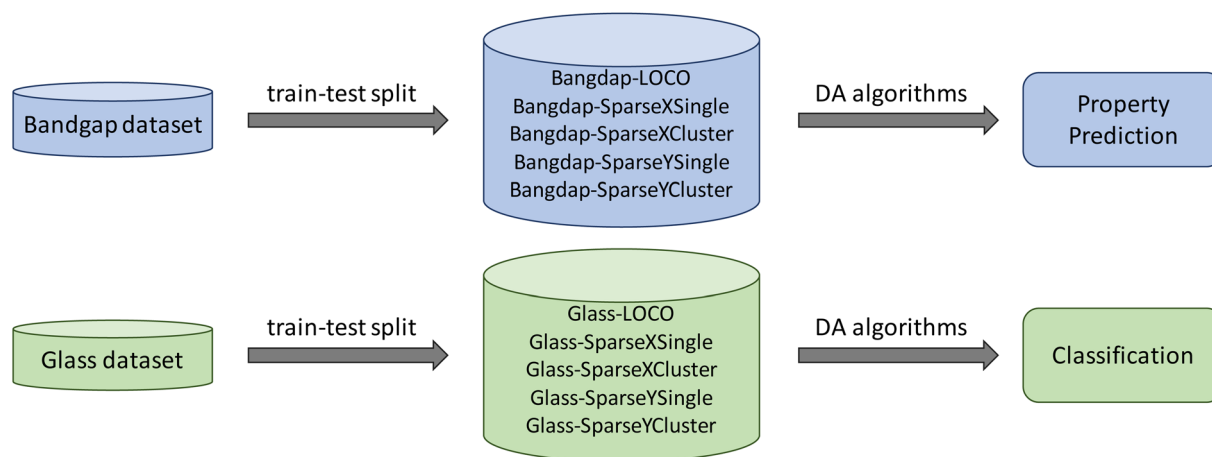 Bandgap dataset
train-test split
Bangdap-LOCO
Bangdap-SparseXSingle
Bangdap-SparseXCluster
Bangdap-SparseYSingle
Bangdap-SparseYCluster
DA algorithms
Property
Prediction
Glass dataset
train-test split
Glass-LOCO
Glass-SparseXSingle
Glass-SparseXCluster
Glass-SparseYSingle
Glass-SparseYCluster
DA algorithms
Classification